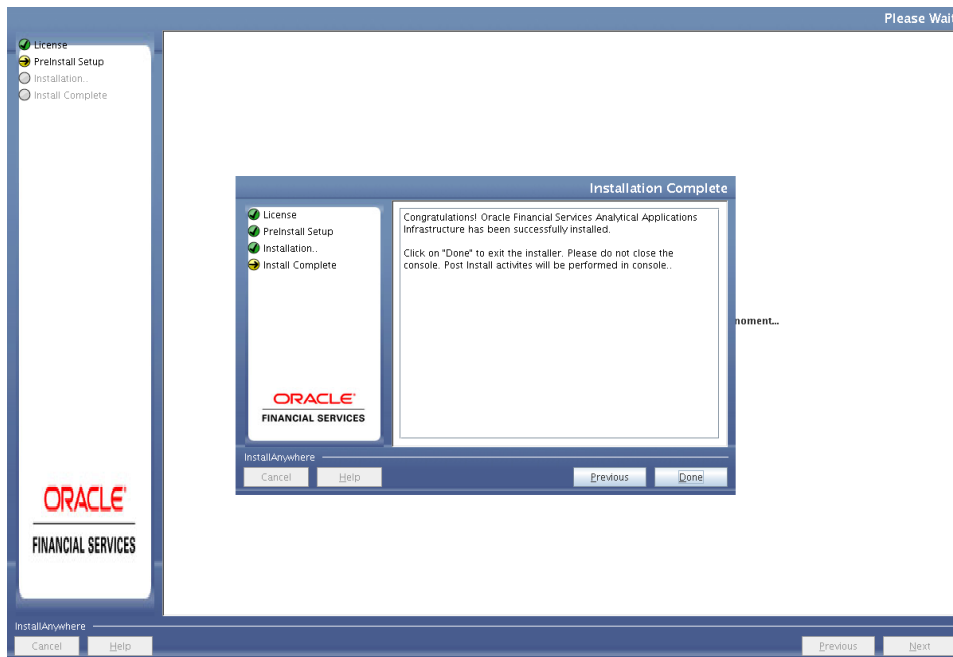 Please Wait
License
PreInstall Setup
Installation..
Install Complete
Installation Complete
License
PreInstall Setup
Installation..
Install Complete
Congratulations! Oracle Financial Services Analytical Applications
Infrastructure has been successfully installed.
Click on "Done" to exit the installer. Please do not close the
console. Post Install activites will be performed in console..
moment...
ORACLE'
FINANCIAL SERVICES
InstallAnywhere
Cancel
Help
Previous
Done
ORACLE'
FINANCIAL SERVICES
InstallAnywhere
Cancel
Help
Previous
Next